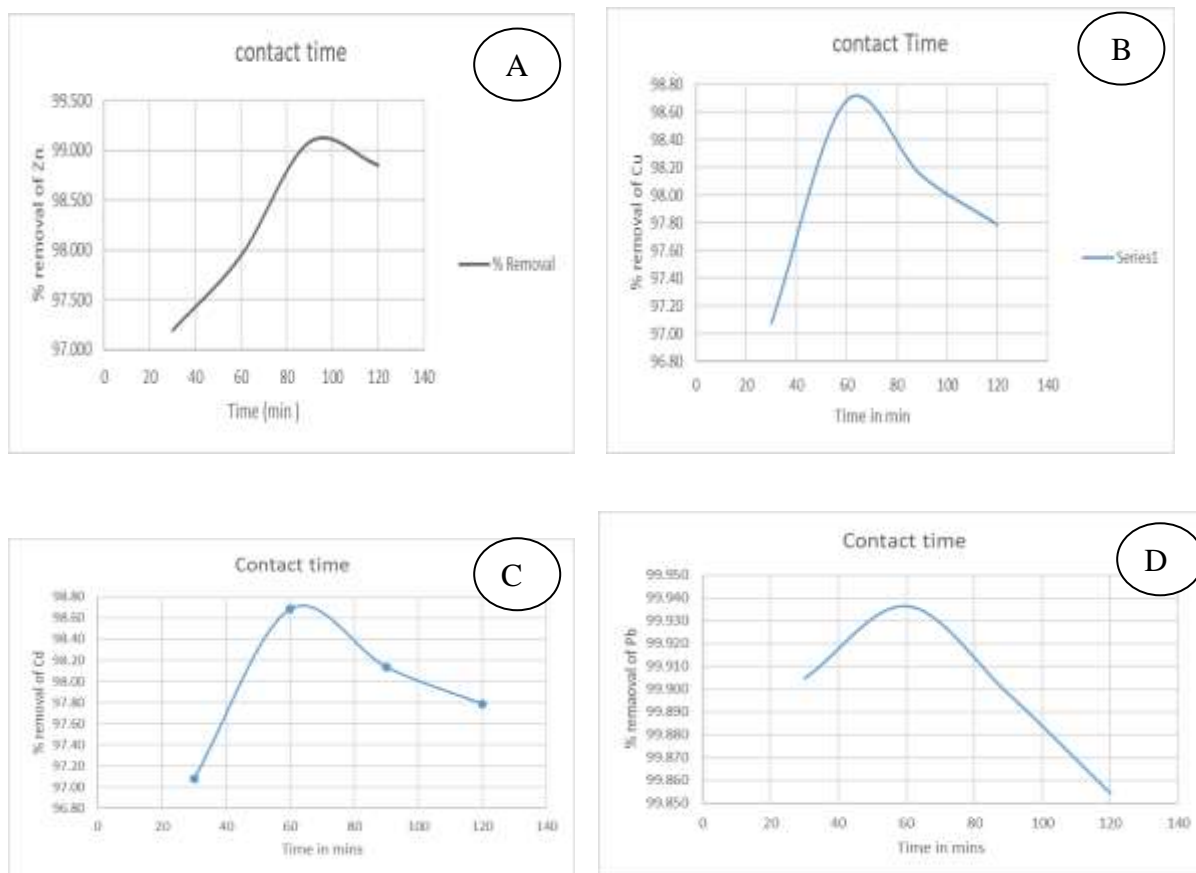 contact time
A
99.500
99.000
98.500
98.000
97.500
97.000
0 20 40 60 80 100 120 140
% removal of Zn.
Time (min )
% Removal
contact Time
B
98.80
98.60
98.40
98.20
98.00
97.80
97.60
97.40
97.20
97.00
96.80
0 20 40 60 80 100 120 140
% removal of Cu
Time in min
Series1
Contact time
C
98.80
98.60
98.40
98.20
98.00
97.80
97.60
97.40
97.20
97.00
96.80
0 20 40 60 80 100 120 140
% removal of Cd
Time in mins
Contact time
D
99.950
99.940
99.930
99.920
99.910
99.900
99.890
99.880
99.870
99.860
99.850
0 20 40 60 80 100 120 140
% remaoval of Pb
Time in mins